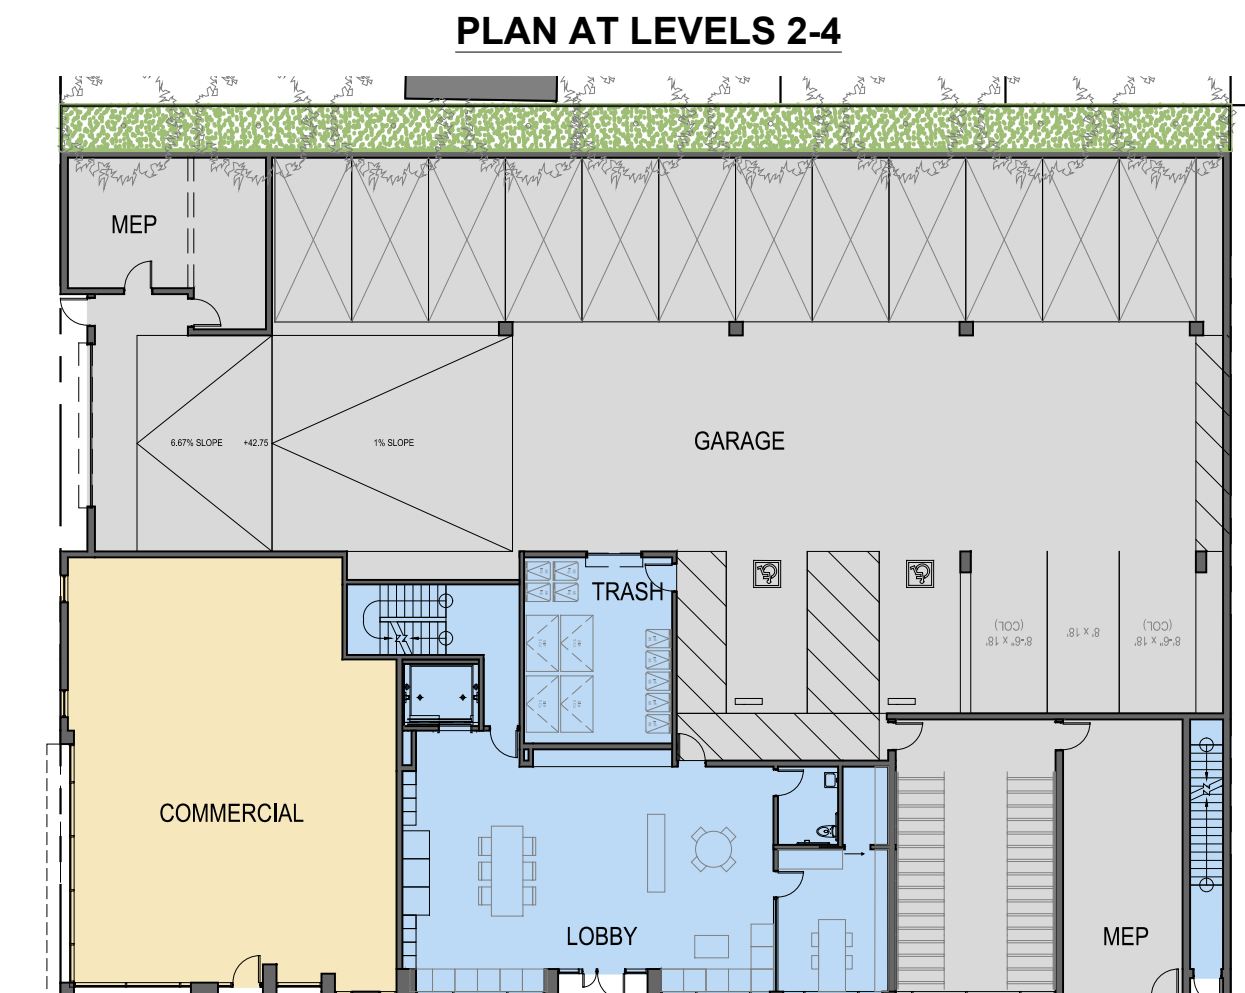 PLAN AT LEVELS 2-4
MEP
6.67% SLOPE
+42.75
1% SLOPE
GARAGE
TRASH
8'-6" x 18'
(COL)
8' x 18'
8'-6" x 18'
(COL)
COMMERCIAL
LOBBY
MEP